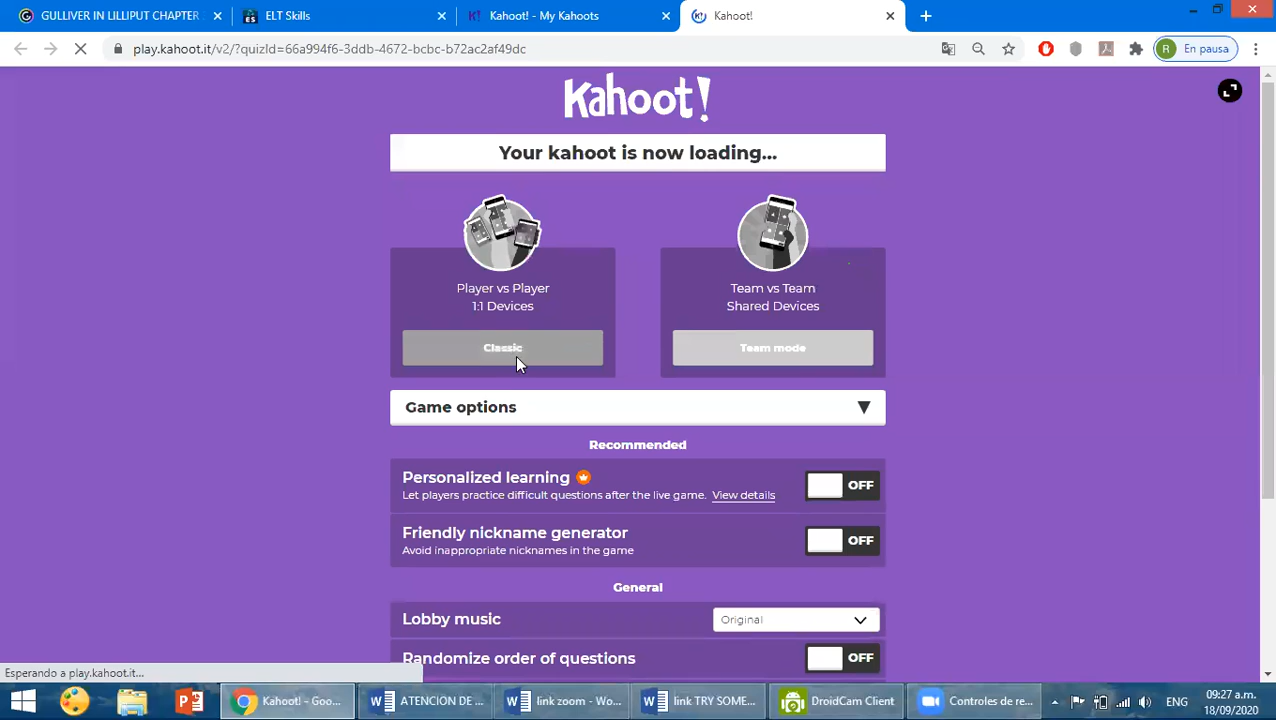 GULLIVER IN LILLIPUT CHAPTER
ELT Skills
Kahoot! - My Kahoots
Kahoot!
play.kahoot.it/v2/?quizId=66a994f6-3ddb-4672-bcbc-b72ac2af49dc
R
En pausa
Kahoot!
Your kahoot is now loading...
Player vs Player
1:1 Devices
Classic
Team vs Team
Shared Devices
Team mode
Game options
Recommended
Personalized learning
Let players practice difficult questions after the live game. View details
OFF
Friendly nickname generator
Avoid inappropriate nicknames in the game
OFF
General
Lobby music
Original
Randomize order of questions
OFF
Esperando a play.kahoot.it...
Kahoot! - Goo...
ATENCION DE ...
link zoom - Wo...
link TRY SOME...
DroidCam Client
Controles de re...
ENG
09:27 a.m.
18/09/2020